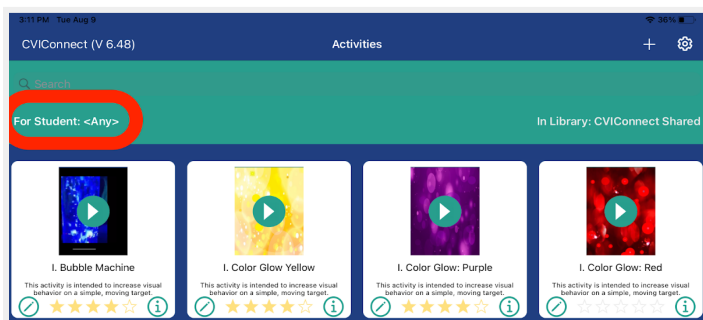 3:11 PM Tue Aug 9
36%
CVIConnect (V 6.48)
Activities
Search
For Student: <Any>
In Library: CVIConnect Shared
I. Bubble Machine
This activity is intended to increase visual
behavior on a simple, moving target.
I. Color Glow Yellow
This activity is intended to increase visual
behavior on a simple, moving target.
I. Color Glow: Purple
This activity is intended to increase visual
behavior on a simple, moving target.
I. Color Glow: Red
This activity is intended to increase visual
behavior on a simple, moving target.